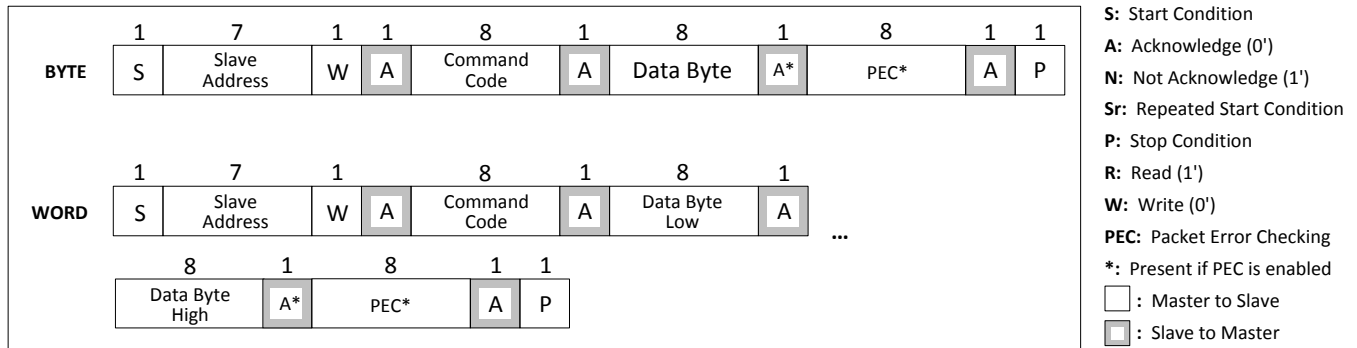 1 7 1 1 8 1 8 1 8 1 1
BYTE S Slave Address W A Command Code A Data Byte A* PEC* A P
1 7 1 8 1 8 1
WORD S Slave Address W A Command Code A Data Byte Low A ...
8 1 8 1 1
Data Byte High A* PEC* A P
S: Start Condition
A: Acknowledge (0')
N: Not Acknowledge (1')
Sr: Repeated Start Condition
P: Stop Condition
R: Read (1')
W: Write (0')
PEC: Packet Error Checking
*: Present if PEC is enabled
: Master to Slave
: Slave to Master